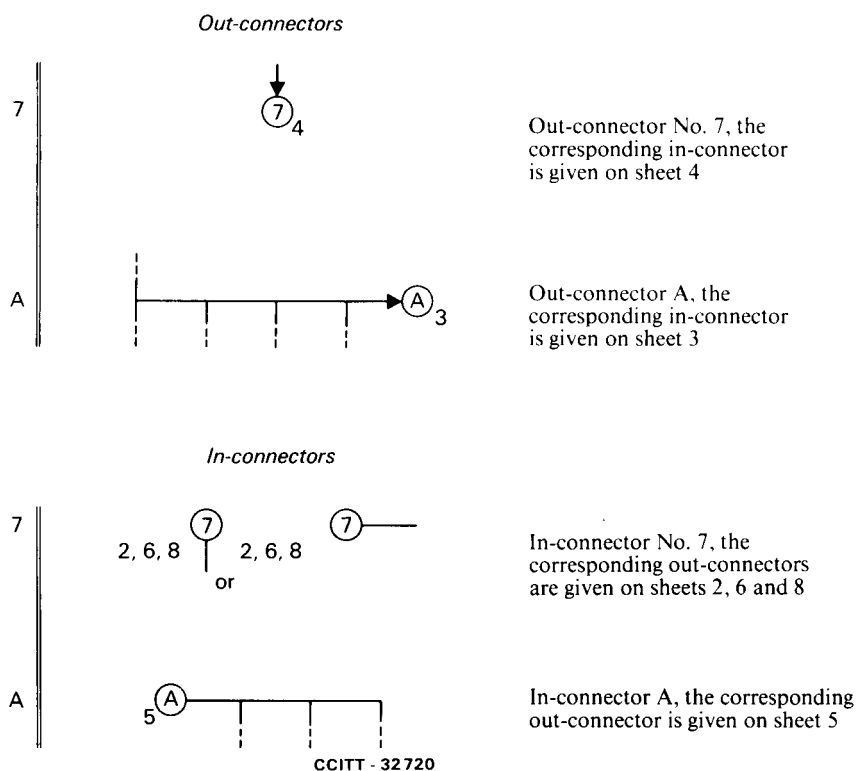 Out-connectors
7
7
4
Out-connector No. 7, the
corresponding in-connector
is given on sheet 4
A
A
3
Out-connector A, the
corresponding in-connector
is given on sheet 3
In-connectors
7
7
7
2, 6, 8
2, 6, 8
or
In-connector No. 7, the
corresponding out-connectors
are given on sheets 2, 6 and 8
A
A
5
In-connector A, the corresponding
out-connector is given on sheet 5
CCITT - 32720